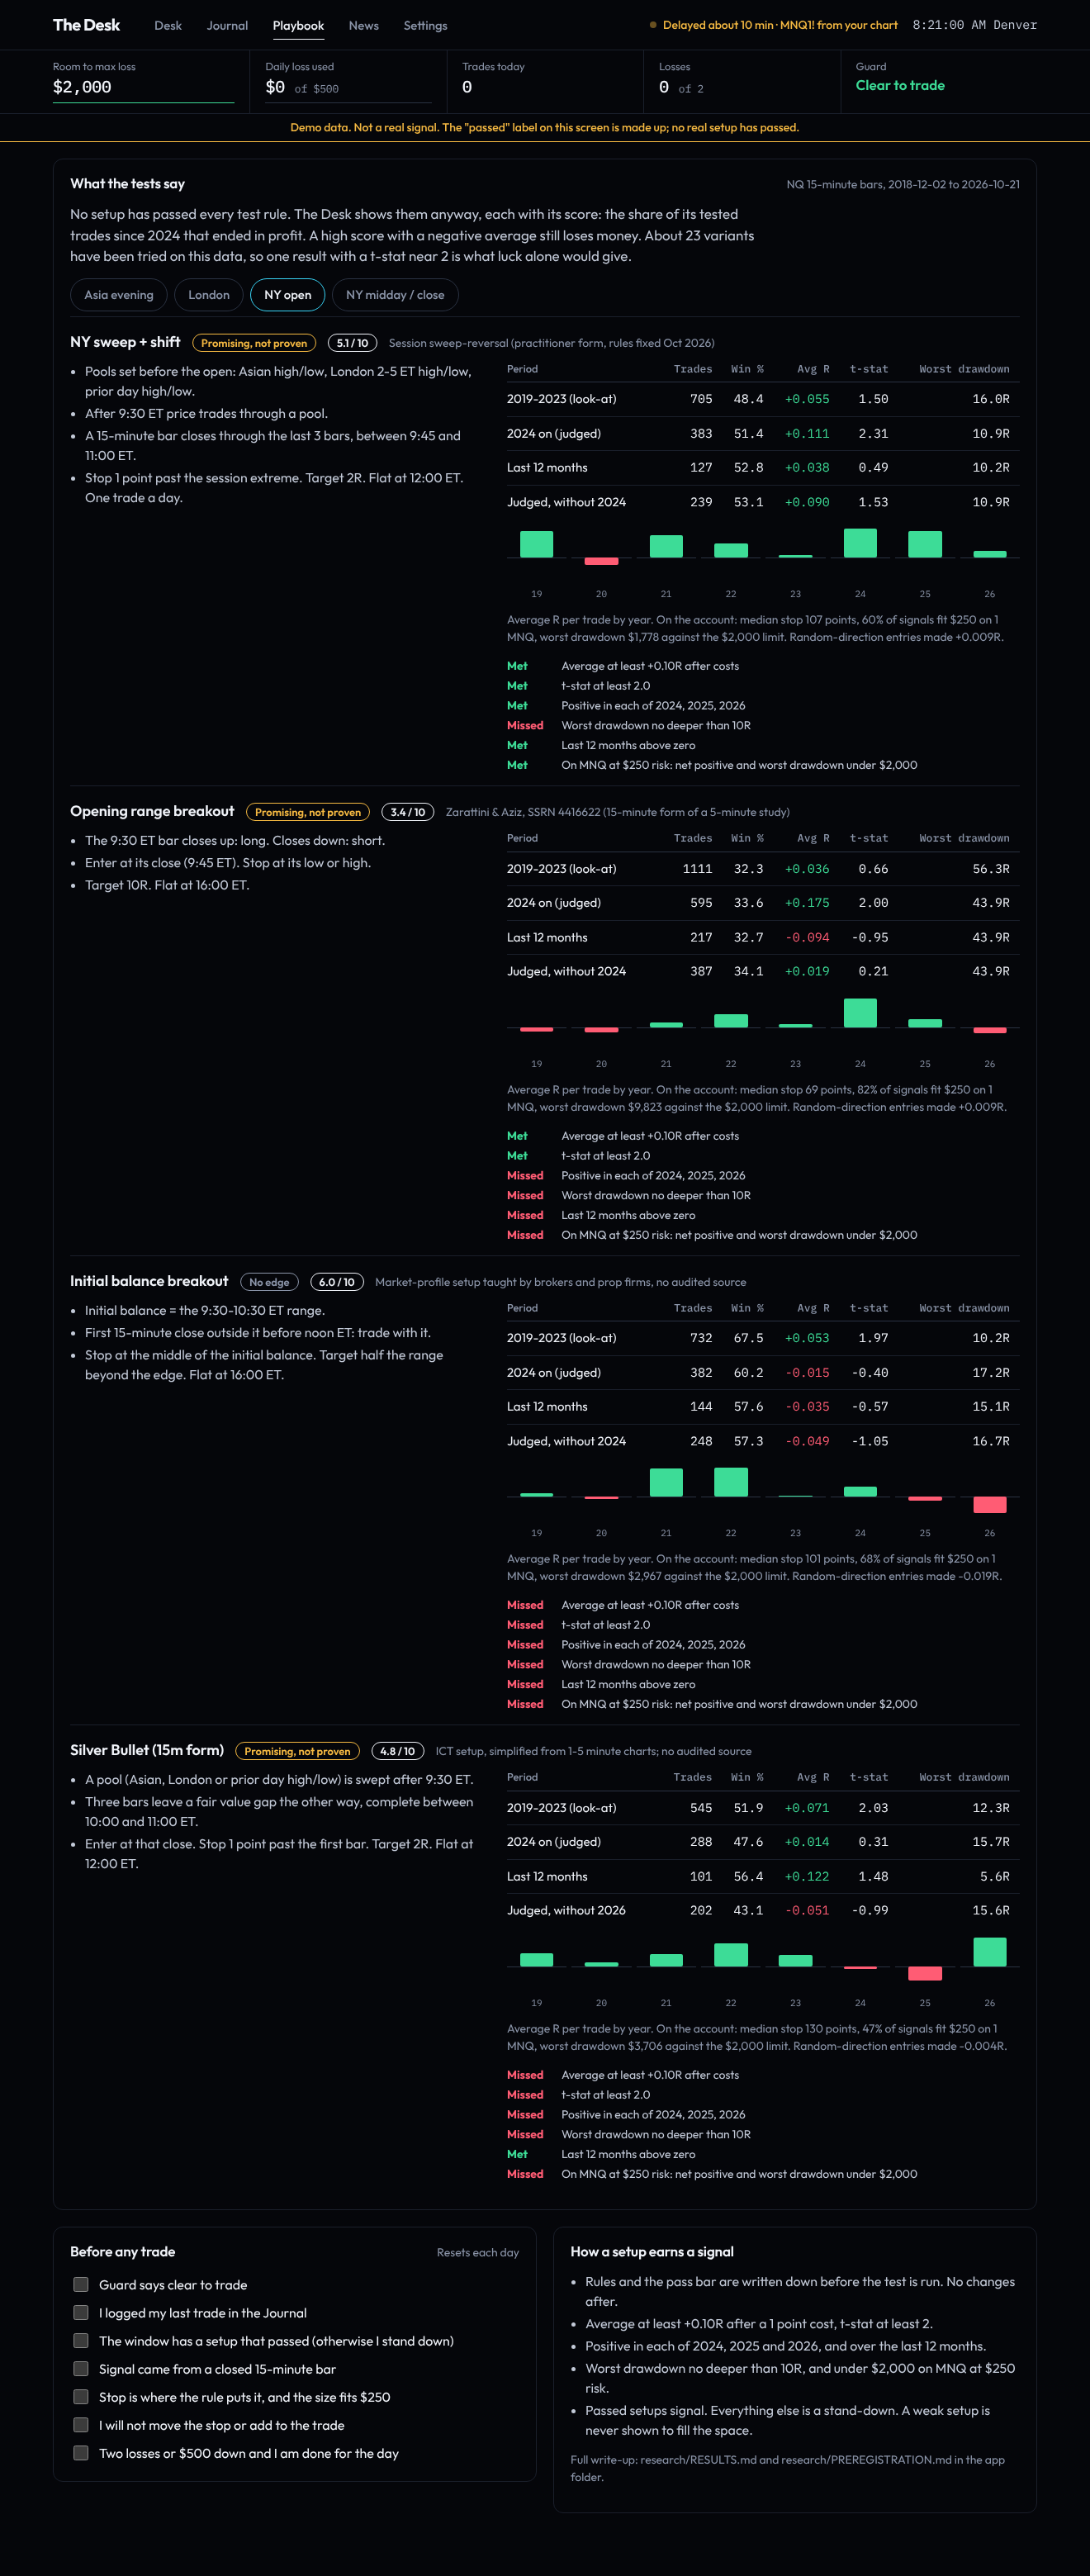 The Desk
Desk Journal Playbook News Settings
Delayed about 10 min · MNQ1! from your chart
8:21:00 AM Denver
Room to max loss
$2,000
Daily loss used
$0 of $500
Trades today
0
Losses
0 of 2
Guard
Clear to trade
Demo data. Not a real signal. The "passed" label on this screen is made up; no real setup has passed.
What the tests say
NQ 15-minute bars, 2018-12-02 to 2026-10-21
No setup has passed every test rule. The Desk shows them anyway, each with its score: the share of its tested
trades since 2024 that ended in profit. A high score with a negative average still loses money. About 23 variants
have been tried on this data, so one result with a t-stat near 2 is what luck alone would give.
Asia evening London NY open NY midday / close
NY sweep + shift Promising, not proven 5.1 / 10 Session sweep-reversal (practitioner form, rules fixed Oct 2026)
• Pools set before the open: Asian high/low, London 2-5 ET high/low,
prior day high/low.
• After 9:30 ET price trades through a pool.
• A 15-minute bar closes through the last 3 bars, between 9:45 and
11:00 ET.
• Stop 1 point past the session extreme. Target 2R. Flat at 12:00 ET.
One trade a day.
Period Trades Win % Avg R t-stat Worst drawdown
2019-2023 (look-at) 705 48.4 +0.055 1.50 16.0R
2024 on (judged) 383 51.4 +0.111 2.31 10.9R
Last 12 months 127 52.8 +0.038 0.49 10.2R
Judged, without 2024 239 53.1 +0.090 1.53 10.9R
19 20 21 22 23 24 25 26
Average R per trade by year. On the account: median stop 107 points, 60% of signals fit $250 on 1
MNQ, worst drawdown $1,778 against the $2,000 limit. Random-direction entries made +0.009R.
Met Average at least +0.10R after costs
Met t-stat at least 2.0
Met Positive in each of 2024, 2025, 2026
Missed Worst drawdown no deeper than 10R
Met Last 12 months above zero
Met On MNQ at $250 risk: net positive and worst drawdown under $2,000
Opening range breakout Promising, not proven 3.4 / 10 Zarattini & Aziz, SSRN 4416622 (15-minute form of a 5-minute study)
• The 9:30 ET bar closes up: long. Closes down: short.
• Enter at its close (9:45 ET). Stop at its low or high.
• Target 10R. Flat at 16:00 ET.
Period Trades Win % Avg R t-stat Worst drawdown
2019-2023 (look-at) 1111 32.3 +0.036 0.66 56.3R
2024 on (judged) 595 33.6 +0.175 2.00 43.9R
Last 12 months 217 32.7 -0.094 -0.95 43.9R
Judged, without 2024 387 34.1 +0.019 0.21 43.9R
19 20 21 22 23 24 25 26
Average R per trade by year. On the account: median stop 69 points, 82% of signals fit $250 on 1
MNQ, worst drawdown $9,823 against the $2,000 limit. Random-direction entries made +0.009R.
Met Average at least +0.10R after costs
Met t-stat at least 2.0
Missed Positive in each of 2024, 2025, 2026
Missed Worst drawdown no deeper than 10R
Missed Last 12 months above zero
Missed On MNQ at $250 risk: net positive and worst drawdown under $2,000
Initial balance breakout No edge 6.0 / 10 Market-profile setup taught by brokers and prop firms, no audited source
• Initial balance = the 9:30-10:30 ET range.
• First 15-minute close outside it before noon ET: trade with it.
• Stop at the middle of the initial balance. Target half the range
beyond the edge. Flat at 16:00 ET.
Period Trades Win % Avg R t-stat Worst drawdown
2019-2023 (look-at) 732 67.5 +0.053 1.97 10.2R
2024 on (judged) 382 60.2 -0.015 -0.40 17.2R
Last 12 months 144 57.6 -0.035 -0.57 15.1R
Judged, without 2024 248 57.3 -0.049 -1.05 16.7R
19 20 21 22 23 24 25 26
Average R per trade by year. On the account: median stop 101 points, 68% of signals fit $250 on 1
MNQ, worst drawdown $2,967 against the $2,000 limit. Random-direction entries made -0.019R.
Missed Average at least +0.10R after costs
Missed t-stat at least 2.0
Missed Positive in each of 2024, 2025, 2026
Missed Worst drawdown no deeper than 10R
Missed Last 12 months above zero
Missed On MNQ at $250 risk: net positive and worst drawdown under $2,000
Silver Bullet (15m form) Promising, not proven 4.8 / 10 ICT setup, simplified from 1-5 minute charts; no audited source
• A pool (Asian, London or prior day high/low) is swept after 9:30 ET.
• Three bars leave a fair value gap the other way, complete between
10:00 and 11:00 ET.
• Enter at that close. Stop 1 point past the first bar. Target 2R. Flat at
12:00 ET.
Period Trades Win % Avg R t-stat Worst drawdown
2019-2023 (look-at) 545 51.9 +0.071 2.03 12.3R
2024 on (judged) 288 47.6 +0.014 0.31 15.7R
Last 12 months 101 56.4 +0.122 1.48 5.6R
Judged, without 2026 202 43.1 -0.051 -0.99 15.6R
19 20 21 22 23 24 25 26
Average R per trade by year. On the account: median stop 130 points, 47% of signals fit $250 on 1
MNQ, worst drawdown $3,706 against the $2,000 limit. Random-direction entries made -0.004R.
Missed Average at least +0.10R after costs
Missed t-stat at least 2.0
Missed Positive in each of 2024, 2025, 2026
Missed Worst drawdown no deeper than 10R
Met Last 12 months above zero
Missed On MNQ at $250 risk: net positive and worst drawdown under $2,000
Before any trade
Resets each day
Guard says clear to trade
I logged my last trade in the Journal
The window has a setup that passed (otherwise I stand down)
Signal came from a closed 15-minute bar
Stop is where the rule puts it, and the size fits $250
I will not move the stop or add to the trade
Two losses or $500 down and I am done for the day
How a setup earns a signal
• Rules and the pass bar are written down before the test is run. No changes
after.
• Average at least +0.10R after a 1 point cost, t-stat at least 2.
• Positive in each of 2024, 2025 and 2026, and over the last 12 months.
• Worst drawdown no deeper than 10R, and under $2,000 on MNQ at $250
risk.
• Passed setups signal. Everything else is a stand-down. A weak setup is
never shown to fill the space.
Full write-up: research/RESULTS.md and research/PREREGISTRATION.md in the app
folder.